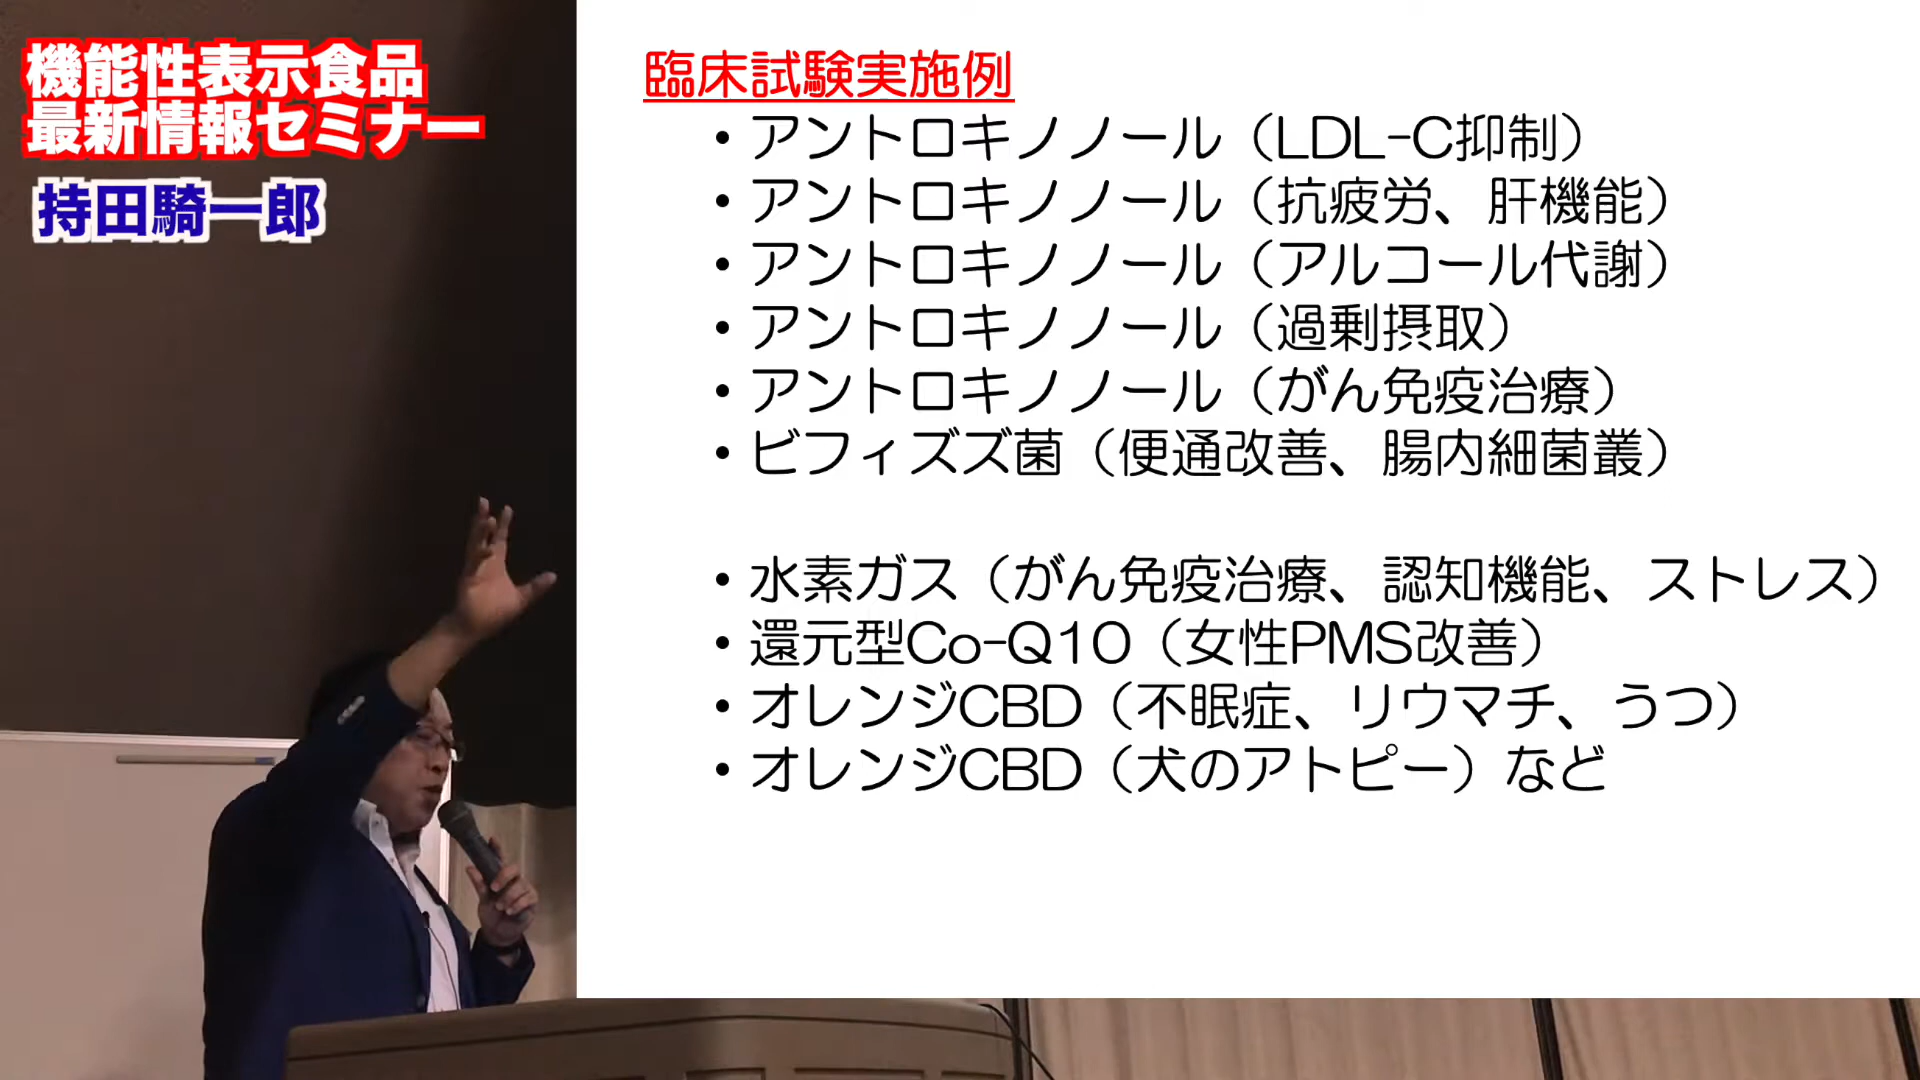 機能性表示食品
最新情報セミナー
持田騎一郎
臨床試験実施例
・アントロキノノール（LDL-C抑制）
・アントロキノノール（抗疲労、肝機能）
・アントロキノノール（アルコール代謝）
・アントロキノノール（過剰摂取）
・アントロキノノール（がん免疫治療）
・ビフィズズ菌（便通改善、腸内細菌叢）
・水素ガス（がん免疫治療、認知機能、ストレス）
・還元型Co-Q10（女性PMS改善）
・オレンジCBD（不眠症、リウマチ、うつ）
・オレンジCBD（犬のアトピー）など